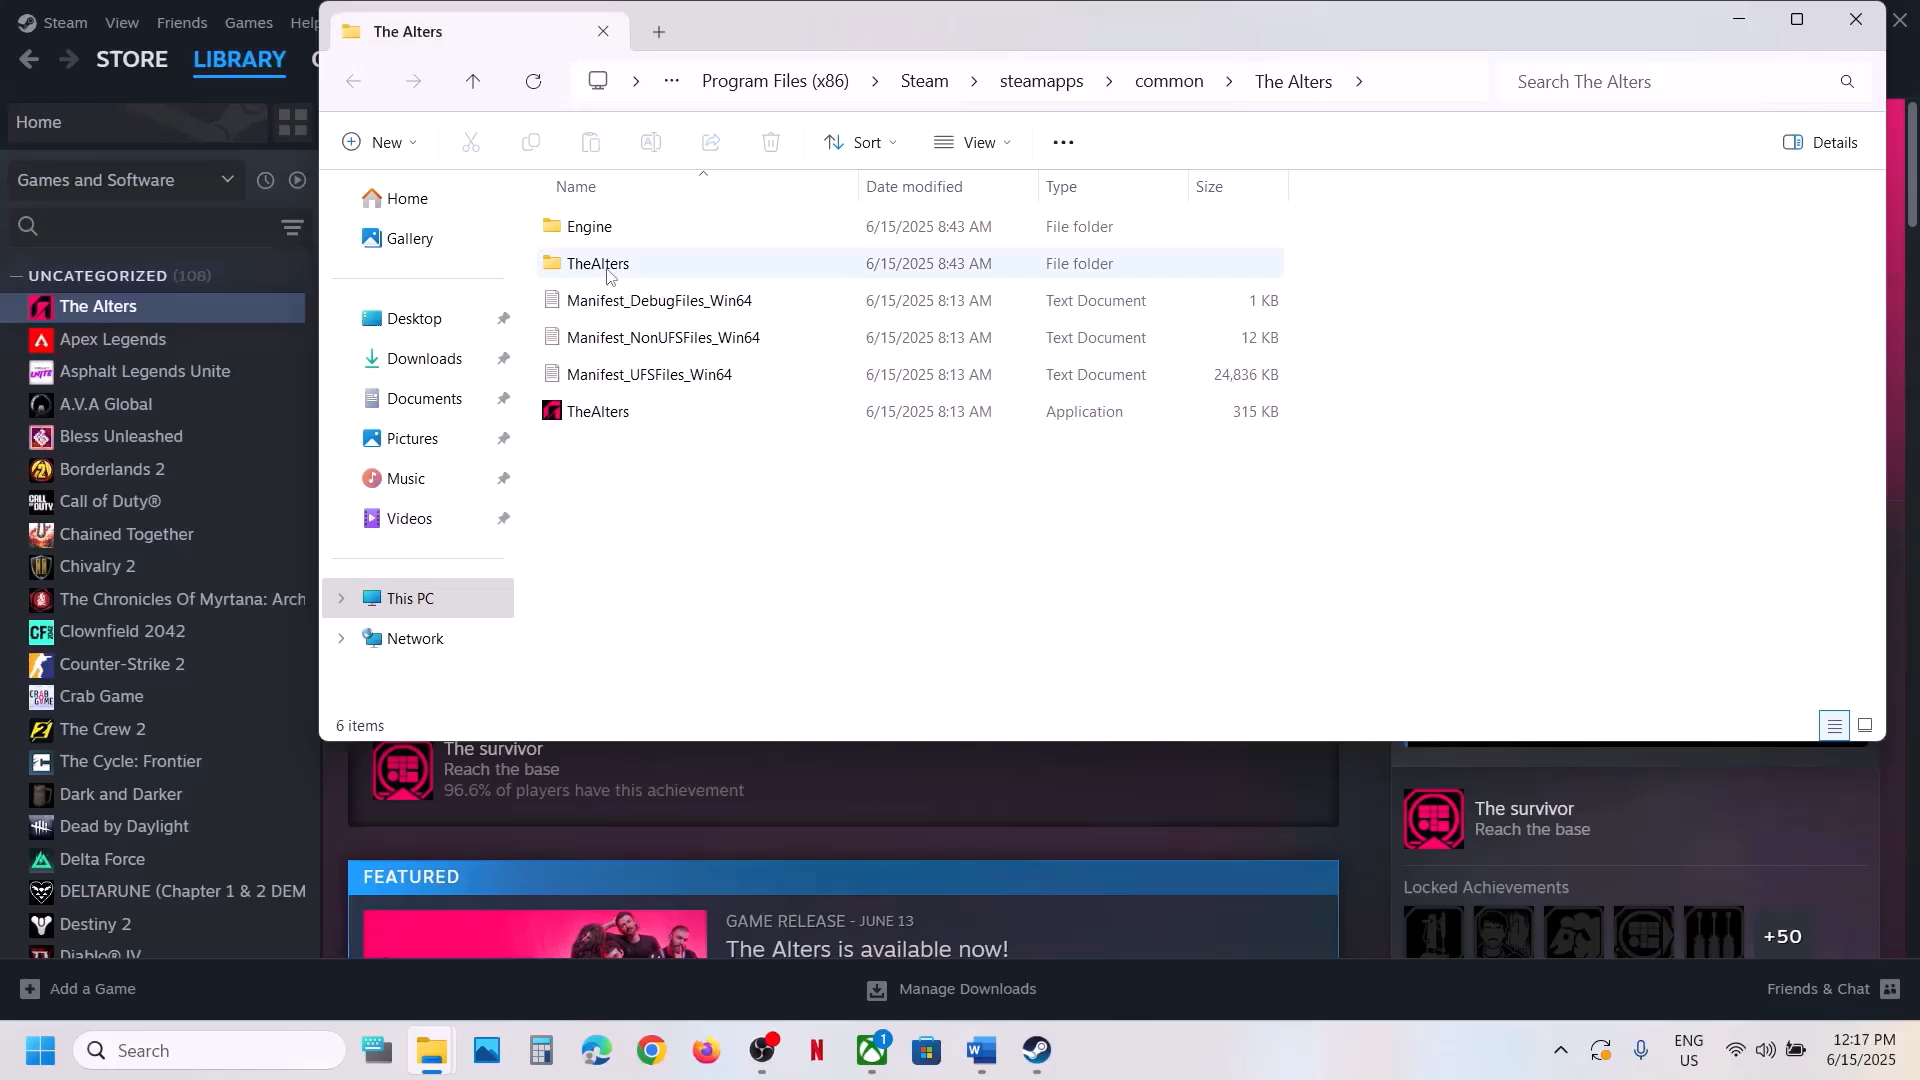 Steam View Friends Games Help
STORE LIBRARY
Home
Games and Software
UNCATEGORIZED (108)
The Alters
Apex Legends
Asphalt Legends Unite
A.V.A Global
Bless Unleashed
Borderlands 2
Call of Duty®
Chained Together
Chivalry 2
The Chronicles Of Myrtana: Arch
Clownfield 2042
Counter-Strike 2
Crab Game
The Crew 2
The Cycle: Frontier
Dark and Darker
Dead by Daylight
Delta Force
DELTARUNE (Chapter 1 & 2 DEM
Destiny 2
Diablo® IV
The Alters
Program Files (x86) > Steam > steamapps > common > The Alters >
Search The Alters
New Sort View ••• Details
Home
Gallery
Desktop
Downloads
Documents
Pictures
Music
Videos
This PC
Network
Name Date modified Type Size
Engine 6/15/2025 8:43 AM File folder
TheAlters 6/15/2025 8:43 AM File folder
Manifest_DebugFiles_Win64 6/15/2025 8:13 AM Text Document 1 KB
Manifest_NonUFSFiles_Win64 6/15/2025 8:13 AM Text Document 12 KB
Manifest_UFSFiles_Win64 6/15/2025 8:13 AM Text Document 24,836 KB
TheAlters 6/15/2025 8:13 AM Application 315 KB
6 items
The survivor
Reach the base
96.6% of players have this achievement
FEATURED
GAME RELEASE - JUNE 13
The Alters is available now!
The survivor
Reach the base
Locked Achievements
+50
Add a Game Manage Downloads Friends & Chat
Search
1
ENG
US
12:17 PM
6/15/2025